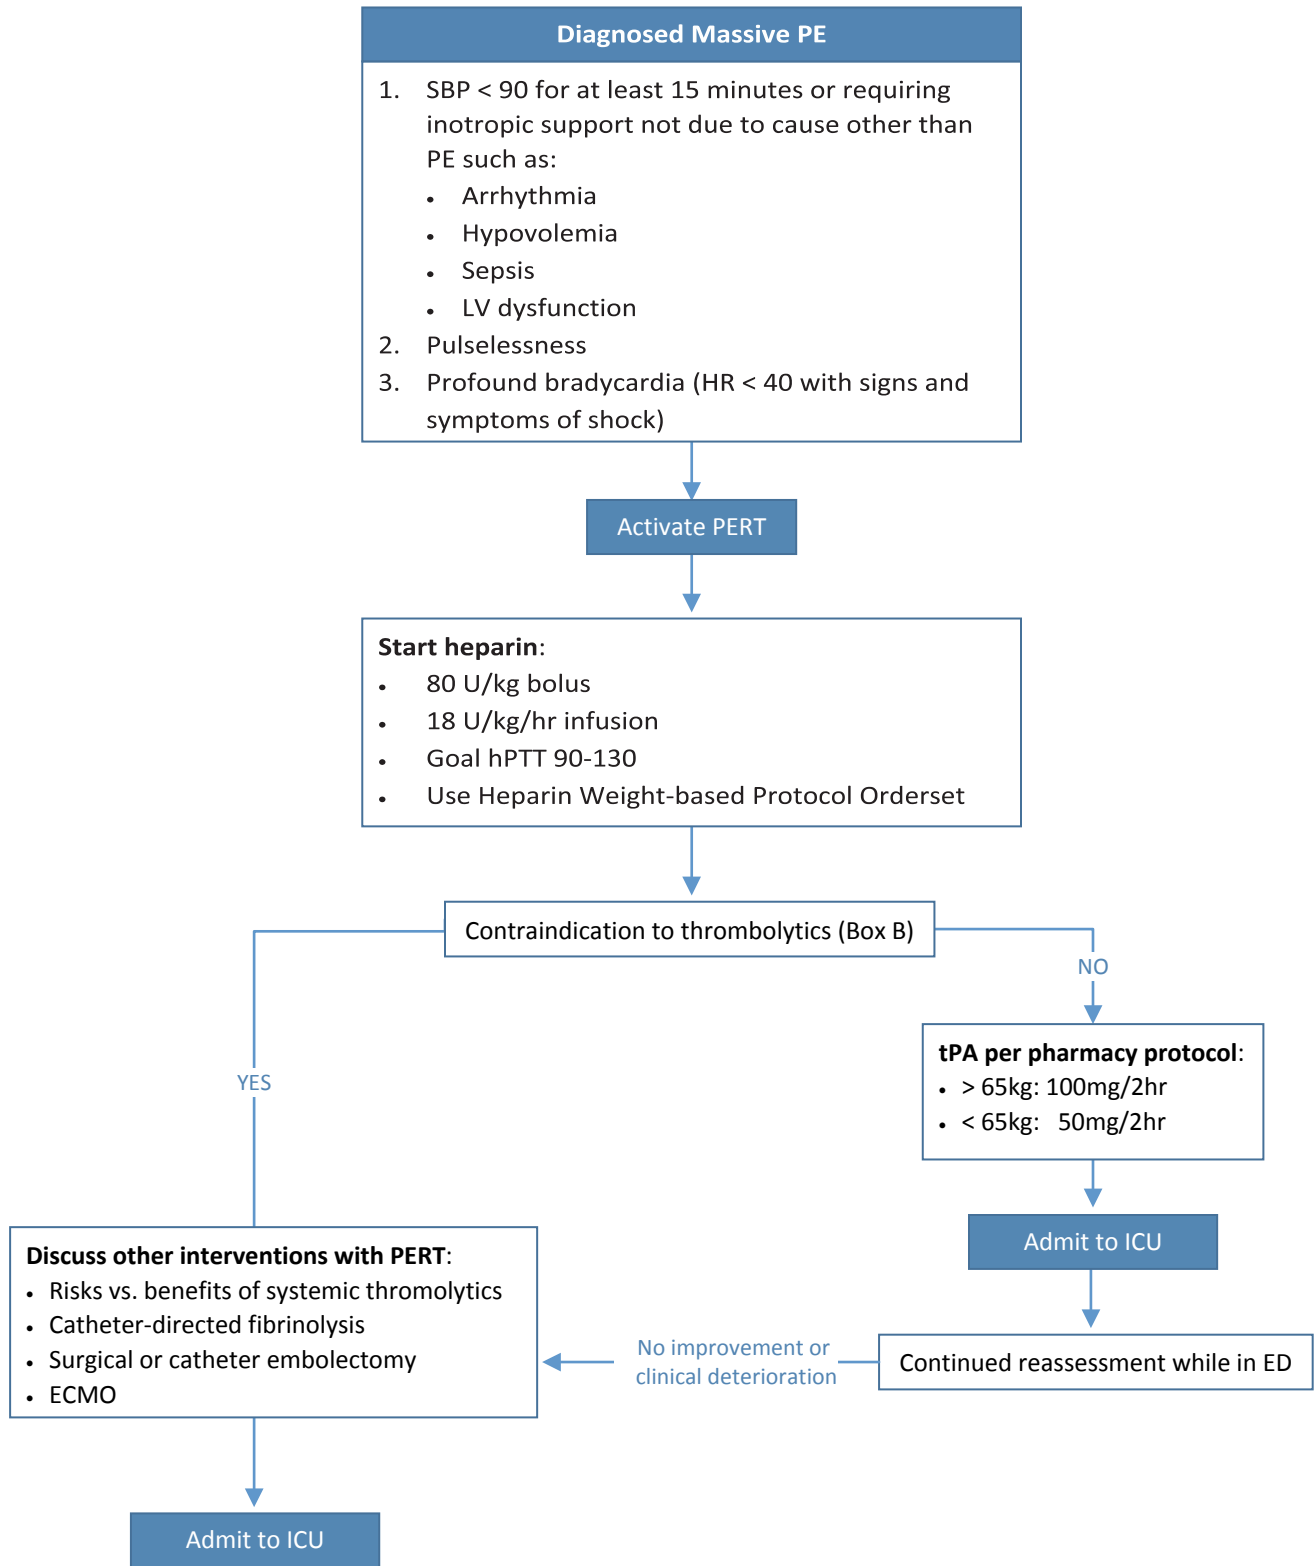 Diagnosed Massive PE
1. SBP < 90 for at least 15 minutes or requiring
inotropic support not due to cause other than
PE such as:
• Arrhythmia
• Hypovolemia
• Sepsis
• LV dysfunction
2. Pulselessness
3. Profound bradycardia (HR < 40 with signs and
symptoms of shock)
Activate PERT
Start heparin:
• 80 U/kg bolus
• 18 U/kg/hr infusion
• Goal hPTT 90-130
• Use Heparin Weight-based Protocol Orderset
Contraindication to thrombolytics (Box B)
NO
tPA per pharmacy protocol:
• > 65kg: 100mg/2hr
• < 65kg: 50mg/2hr
YES
Admit to ICU
Discuss other interventions with PERT:
• Risks vs. benefits of systemic thromolytics
• Catheter-directed fibrinolysis
• Surgical or catheter embolectomy
• ECMO
No improvement or
clinical deterioration
Continued reassessment while in ED
Admit to ICU